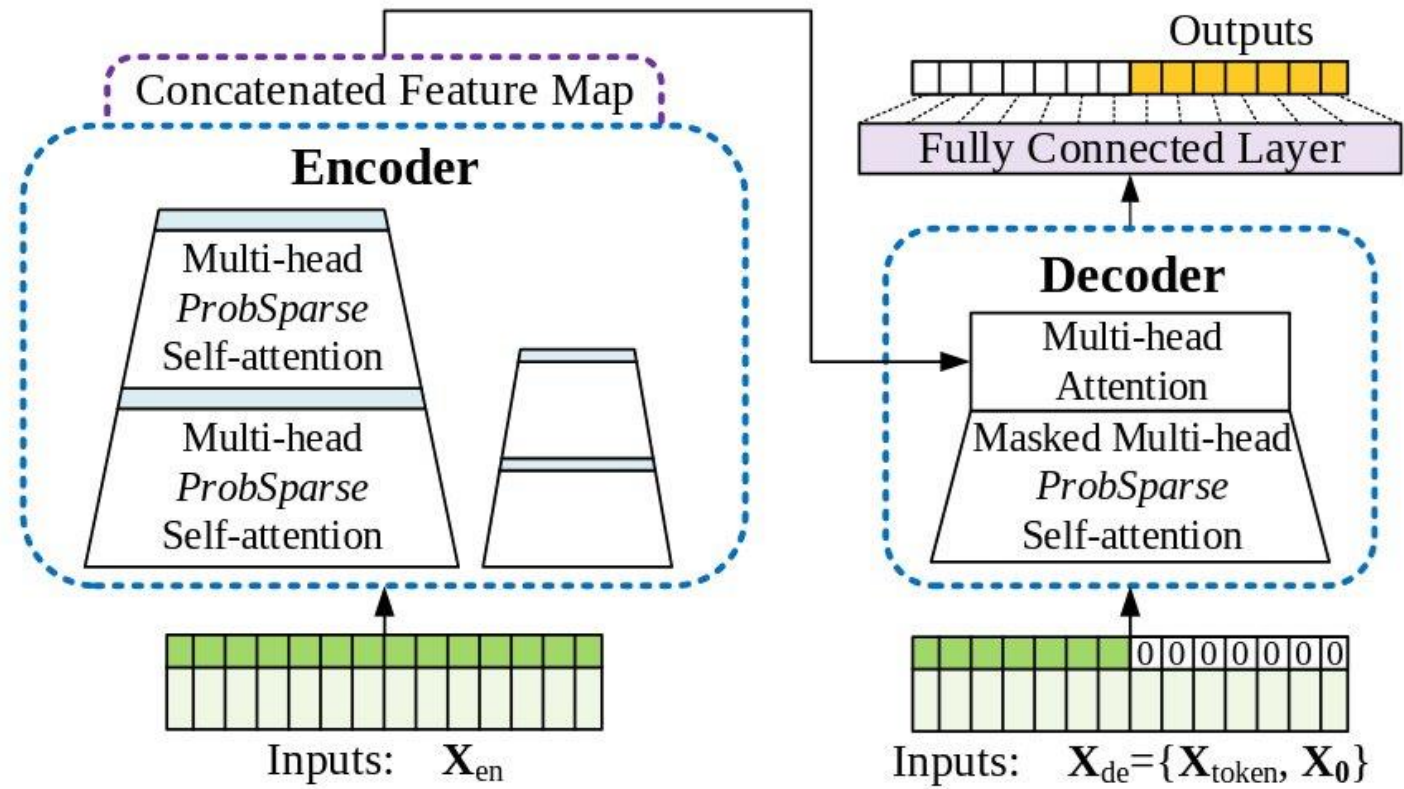 Concatenated Feature Map
Encoder
Multi-head
ProbSparse
Self-attention
Multi-head
ProbSparse
Self-attention
Inputs: Xen
Outputs
Fully Connected Layer
Decoder
Multi-head
Attention
Masked Multi-head
ProbSparse
Self-attention
0 0 0 0 0 0 0
Inputs: Xde={Xtoken, X0}